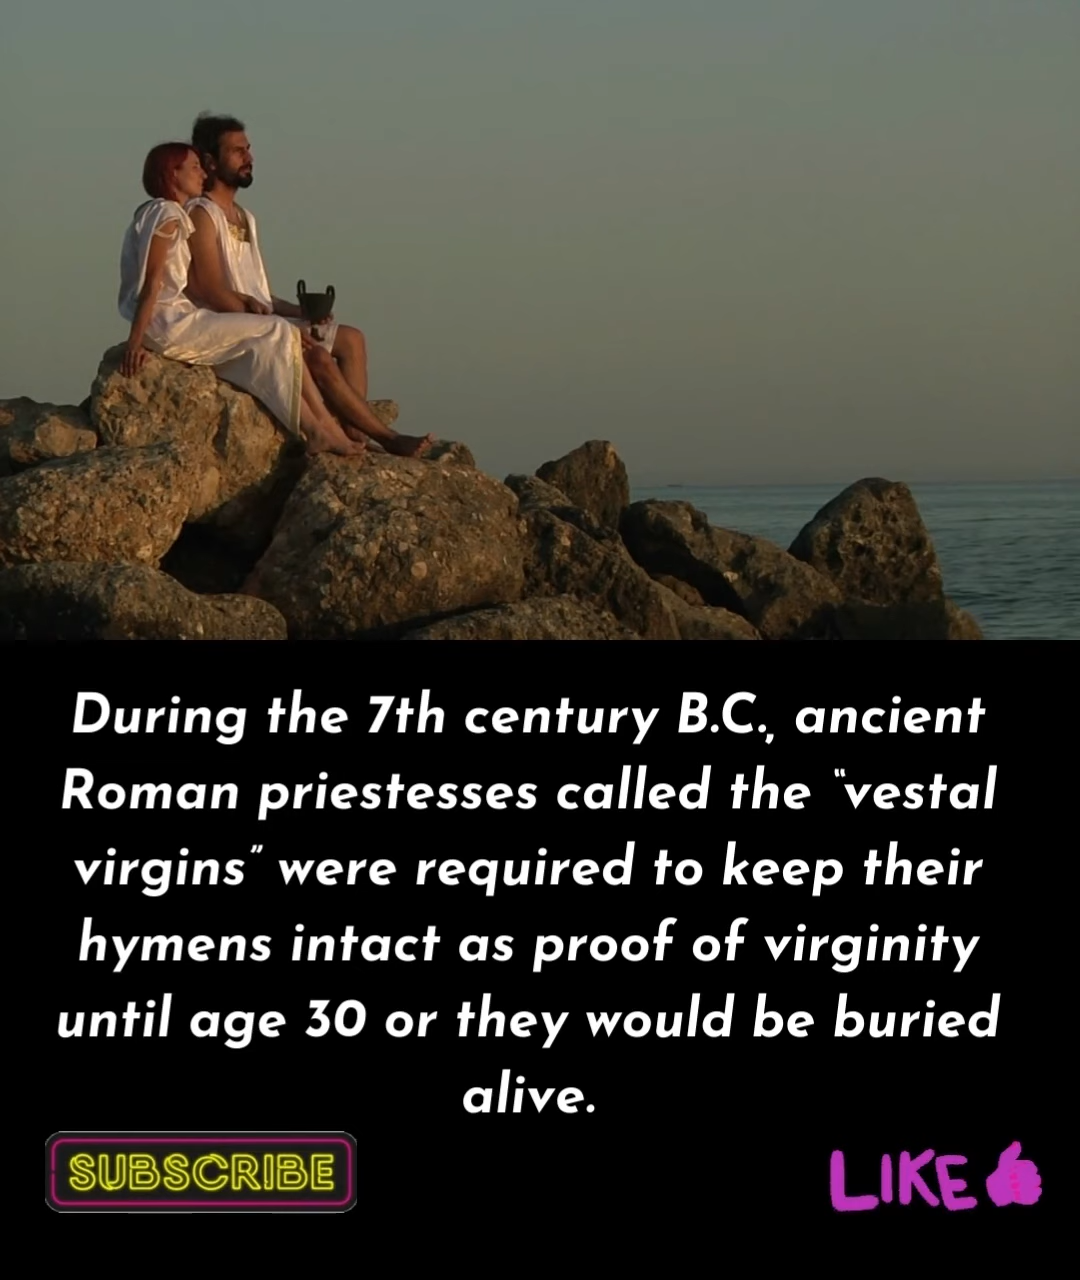 During the 7th century B.C., ancient
Roman priestesses called the “vestal
virgins” were required to keep their
hymens intact as proof of virginity
until age 30 or they would be buried
alive.
SUBSCRIBE
LIKE